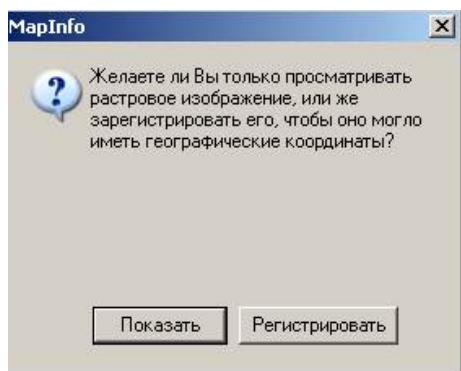 MapInfo
Желаете ли Вы только просматривать
растровое изображение, или же
зарегистрировать его, чтобы оно могло
иметь географические координаты?
Показать Регистрировать